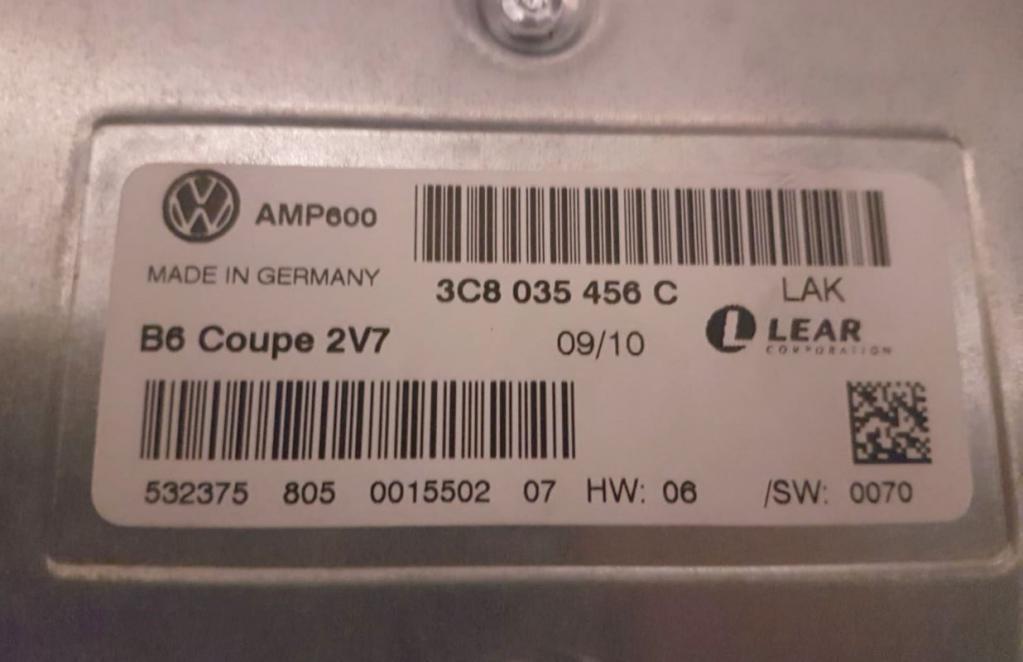 AMP600
MADE IN GERMANY
3C8 035 456 C
LAK
B6 Coupe 2V7
09/10
LEAR
CORPORATION
532375 805 0015502 07 HW: 06 /SW: 0070